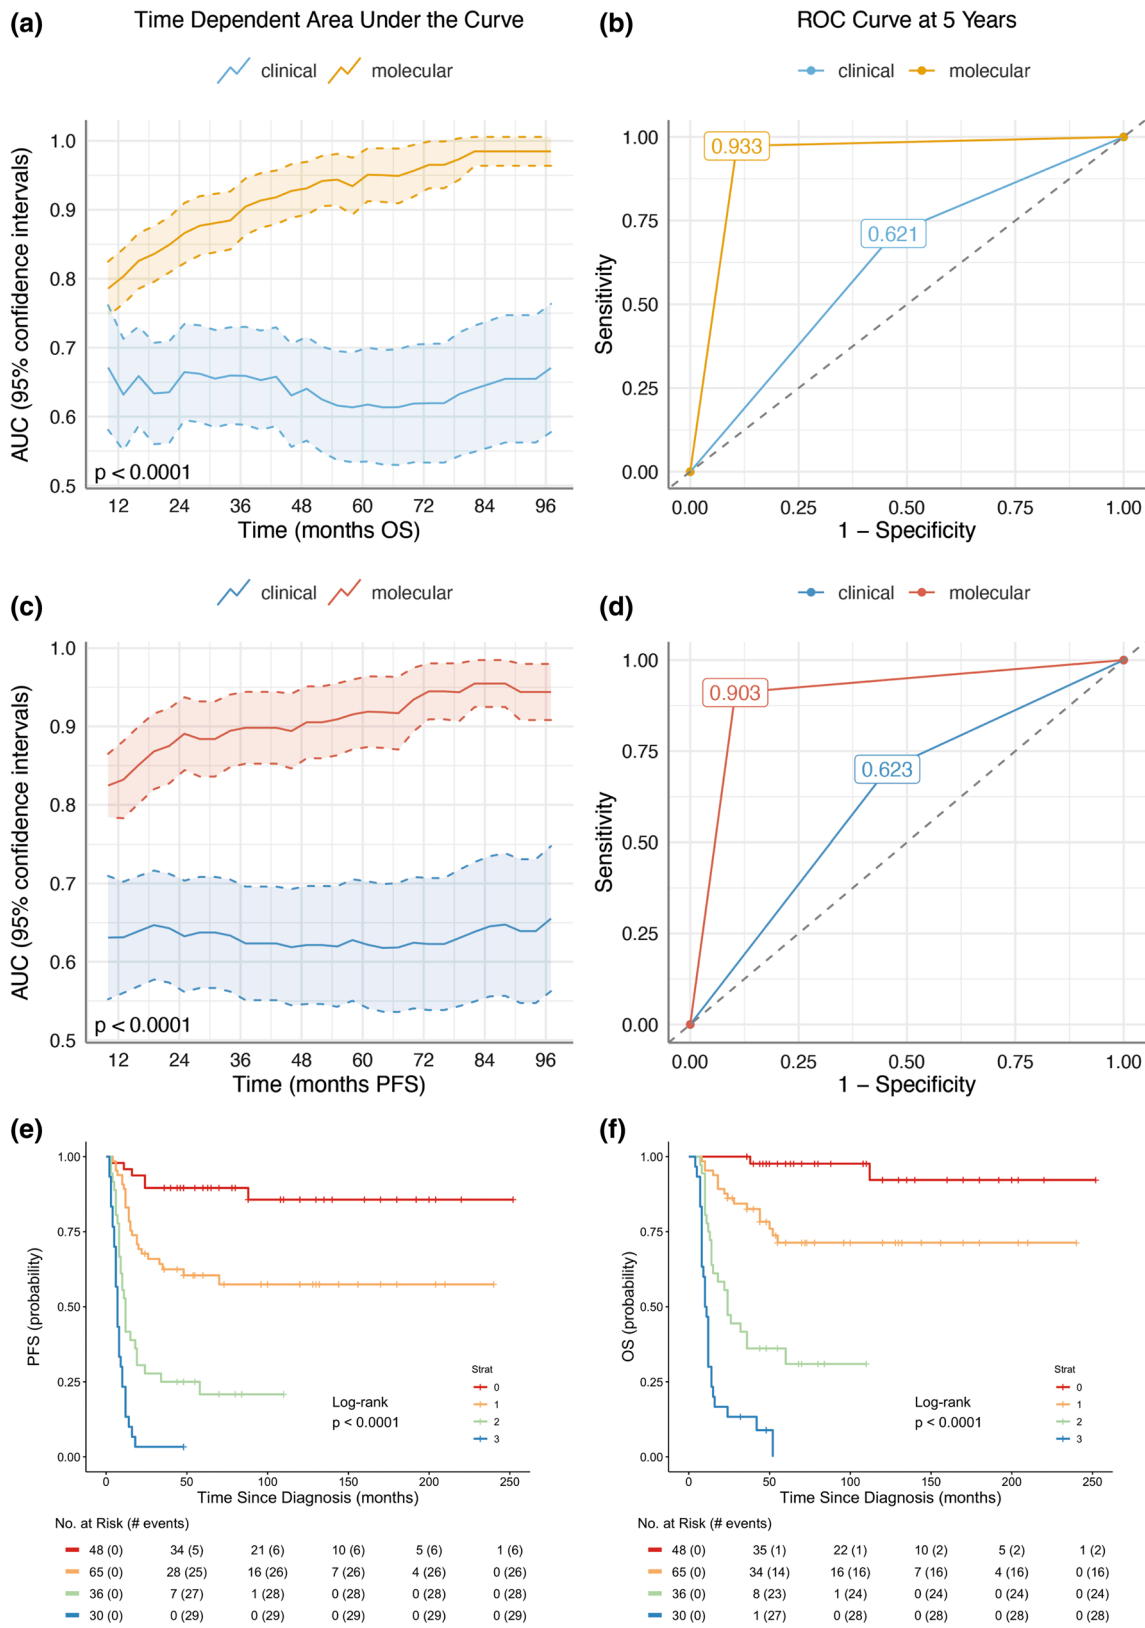 (a) Time Dependent Area Under the Curve
clinical molecular
AUC (95% confidence intervals)
1.0
0.9
0.8
0.7
0.6
0.5
p < 0.0001
12 24 36 48 60 72 84 96
Time (months OS)
(b) ROC Curve at 5 Years
clinical molecular
Sensitivity
1.00
0.75
0.50
0.25
0.00
0.933
0.621
0.00 0.25 0.50 0.75 1.00
1 − Specificity
(c)
clinical molecular
AUC (95% confidence intervals)
1.0
0.9
0.8
0.7
0.6
0.5
p < 0.0001
12 24 36 48 60 72 84 96
Time (months PFS)
(d)
clinical molecular
Sensitivity
1.00
0.75
0.50
0.25
0.00
0.903
0.623
0.00 0.25 0.50 0.75 1.00
1 − Specificity
(e)
PFS (probability)
1.00
0.75
0.50
0.25
0.00
Log-rank
p < 0.0001
Strat
0
1
2
3
0 50 100 150 200 250
Time Since Diagnosis (months)
No. at Risk (# events)
48 (0) 34 (5) 21 (6) 10 (6) 5 (6) 1 (6)
65 (0) 28 (25) 16 (26) 7 (26) 4 (26) 0 (26)
36 (0) 7 (27) 1 (28) 0 (28) 0 (28) 0 (28)
30 (0) 0 (29) 0 (29) 0 (29) 0 (29) 0 (29)
(f)
OS (probability)
1.00
0.75
0.50
0.25
0.00
Log-rank
p < 0.0001
Strat
0
1
2
3
0 50 100 150 200 250
Time Since Diagnosis (months)
No. at Risk (# events)
48 (0) 35 (1) 22 (1) 10 (2) 5 (2) 1 (2)
65 (0) 34 (14) 16 (16) 7 (16) 4 (16) 0 (16)
36 (0) 8 (23) 1 (24) 0 (24) 0 (24) 0 (24)
30 (0) 1 (27) 0 (28) 0 (28) 0 (28) 0 (28)